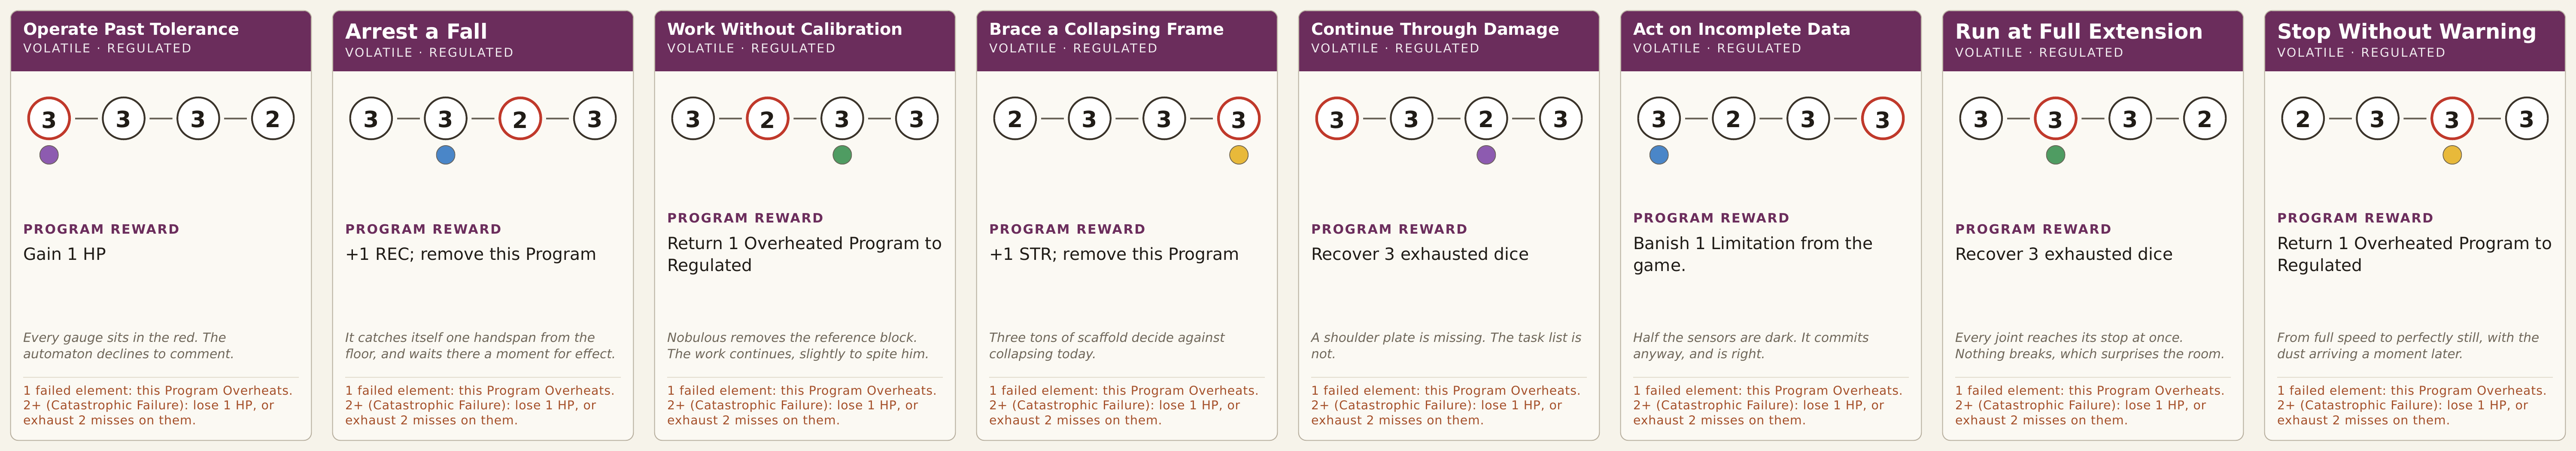 Operate Past Tolerance
VOLATILE · REGULATED
3 3 3 2
PROGRAM REWARD
Gain 1 HP
Every gauge sits in the red. The
automaton declines to comment.
1 failed element: this Program Overheats.
2+ (Catastrophic Failure): lose 1 HP, or
exhaust 2 misses on them.
Arrest a Fall
VOLATILE · REGULATED
3 3 2 3
PROGRAM REWARD
+1 REC; remove this Program
It catches itself one handspan from the
floor, and waits there a moment for effect.
1 failed element: this Program Overheats.
2+ (Catastrophic Failure): lose 1 HP, or
exhaust 2 misses on them.
Work Without Calibration
VOLATILE · REGULATED
3 2 3 3
PROGRAM REWARD
Return 1 Overheated Program to
Regulated
Nobulous removes the reference block.
The work continues, slightly to spite him.
1 failed element: this Program Overheats.
2+ (Catastrophic Failure): lose 1 HP, or
exhaust 2 misses on them.
Brace a Collapsing Frame
VOLATILE · REGULATED
2 3 3 3
PROGRAM REWARD
+1 STR; remove this Program
Three tons of scaffold decide against
collapsing today.
1 failed element: this Program Overheats.
2+ (Catastrophic Failure): lose 1 HP, or
exhaust 2 misses on them.
Continue Through Damage
VOLATILE · REGULATED
3 3 2 3
PROGRAM REWARD
Recover 3 exhausted dice
A shoulder plate is missing. The task list is
not.
1 failed element: this Program Overheats.
2+ (Catastrophic Failure): lose 1 HP, or
exhaust 2 misses on them.
Act on Incomplete Data
VOLATILE · REGULATED
3 2 3 3
PROGRAM REWARD
Banish 1 Limitation from the
game.
Half the sensors are dark. It commits
anyway, and is right.
1 failed element: this Program Overheats.
2+ (Catastrophic Failure): lose 1 HP, or
exhaust 2 misses on them.
Run at Full Extension
VOLATILE · REGULATED
3 3 3 2
PROGRAM REWARD
Recover 3 exhausted dice
Every joint reaches its stop at once.
Nothing breaks, which surprises the room.
1 failed element: this Program Overheats.
2+ (Catastrophic Failure): lose 1 HP, or
exhaust 2 misses on them.
Stop Without Warning
VOLATILE · REGULATED
2 3 3 3
PROGRAM REWARD
Return 1 Overheated Program to
Regulated
From full speed to perfectly still, with the
dust arriving a moment later.
1 failed element: this Program Overheats.
2+ (Catastrophic Failure): lose 1 HP, or
exhaust 2 misses on them.